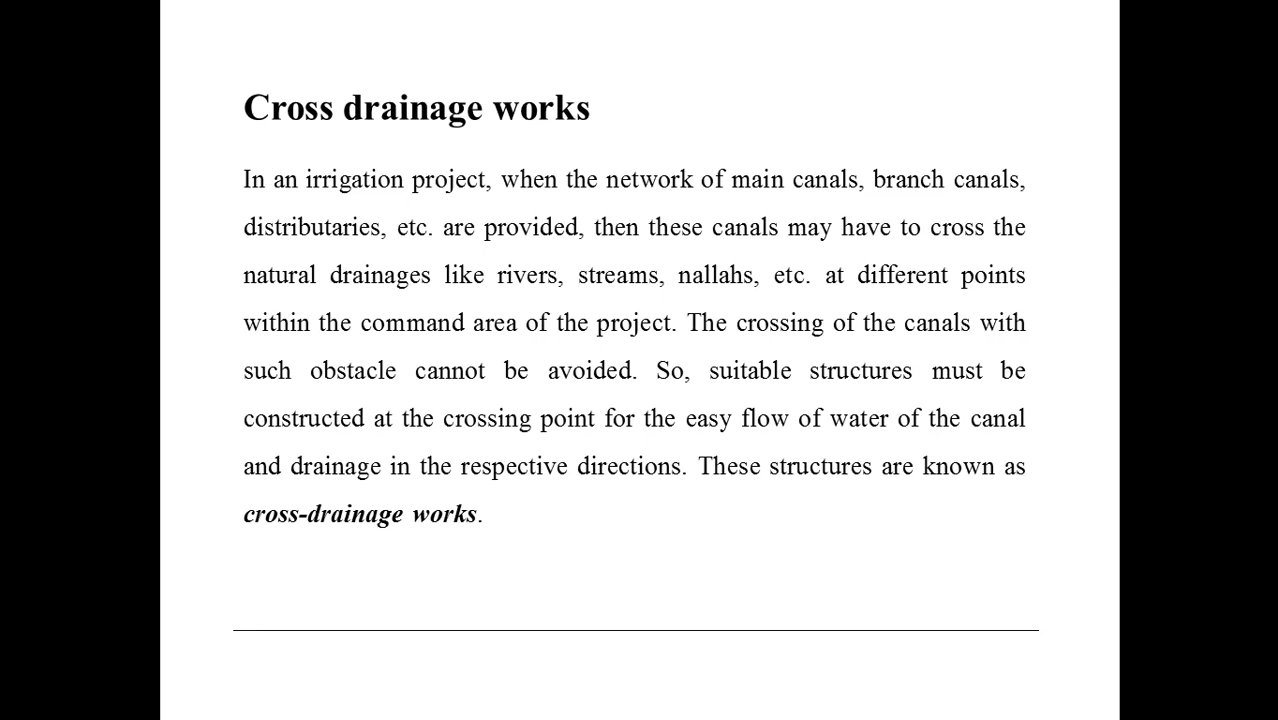 Cross drainage works
In an irrigation project, when the network of main canals, branch canals,
distributaries, etc. are provided, then these canals may have to cross the
natural drainages like rivers, streams, nallahs, etc. at different points
within the command area of the project. The crossing of the canals with
such obstacle cannot be avoided. So, suitable structures must be
constructed at the crossing point for the easy flow of water of the canal
and drainage in the respective directions. These structures are known as
cross-drainage works.